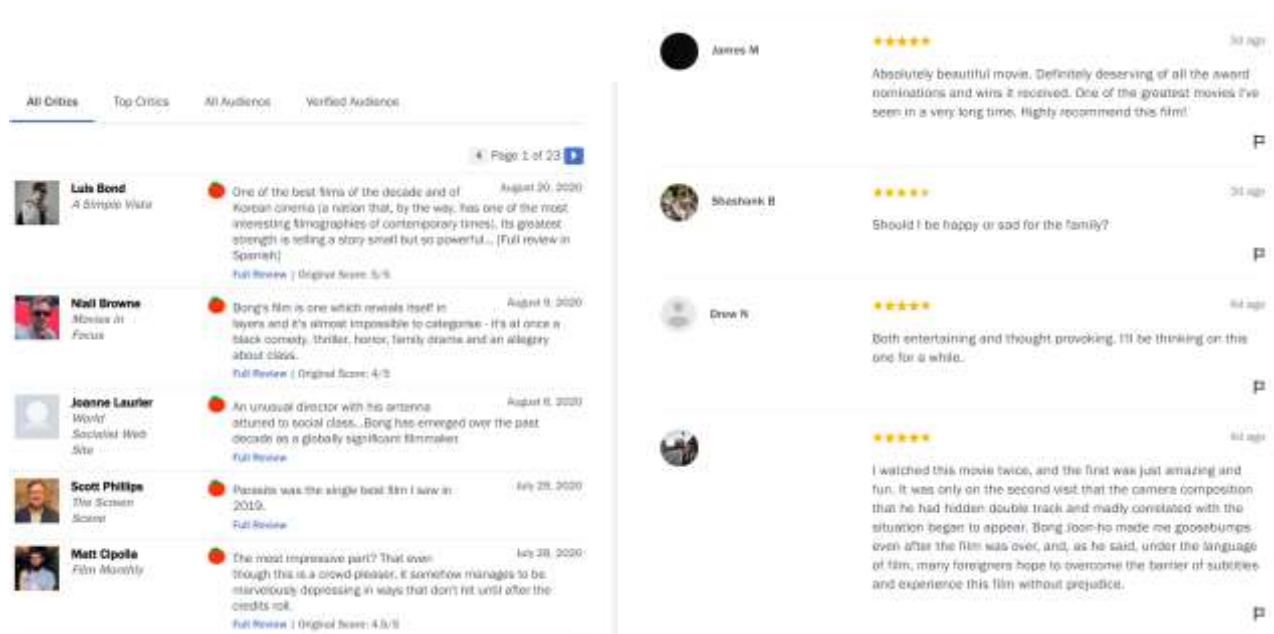 All Critics Top Critics All Audience Verified Audience
Page 1 of 23
Luis Bond
A Simple Vista
August 20, 2020
One of the best films of the decade and of
Korean cinema (a nation that, by the way, has one of the most
interesting filmographies of contemporary times). Its greatest
strength is telling a story small but so powerful... [Full review in
Spanish]
Full Review | Original Score: 5/5
Niall Browne
Movies in
Focus
August 9, 2020
Bong's film is one which reveals itself in
layers and it's almost impossible to categorise - it's at once a
black comedy, thriller, horror, family drama and an allegory
about class.
Full Review | Original Score: 4/5
Joanne Laurier
World
Socialist Web
Site
August 6, 2020
An unusual director with his antenna
attuned to social class...Bong has emerged over the past
decade as a globally significant filmmaker.
Full Review
Scott Phillips
The Screen
Scene
July 29, 2020
Parasite was the single best film I saw in
2019.
Full Review
Matt Cipolla
Film Monthly
July 28, 2020
The most impressive part? That even
though this is a crowd-pleaser, it somehow manages to be
marvelously depressing in ways that don't hit until after the
credits roll.
Full Review | Original Score: 4.5/5
James M
3d ago
Absolutely beautiful movie. Definitely deserving of all the award
nominations and wins it received. One of the greatest movies I've
seen in a very long time. Highly recommend this film!
Shashank B
3d ago
Should I be happy or sad for the family?
Drew N
Both entertaining and thought provoking. I'll be thinking on this
one for a while.
I watched this movie twice, and the first was just amazing and
fun. It was only on the second visit that the camera composition
that he had hidden double track and madly correlated with the
situation began to appear. Bong Joon-ho made me goosebumps
even after the film was over, and, as he said, under the language
of film, many foreigners hope to overcome the barrier of subtitles
and experience this film without prejudice.